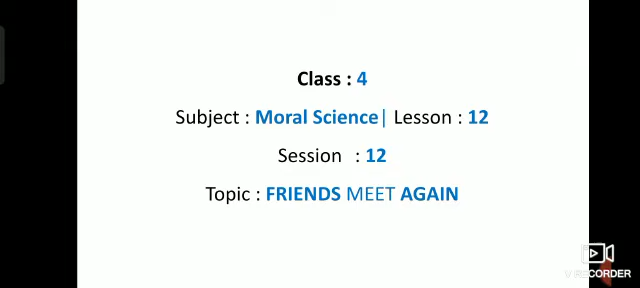 Class : 4
Subject : Moral Science| Lesson : 12
Session : 12
Topic : FRIENDS MEET AGAIN
V RECORDER